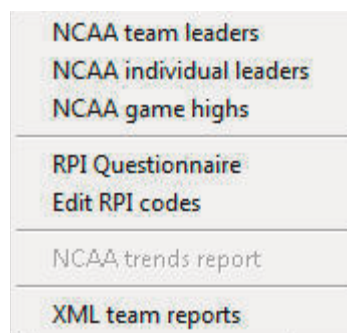 NCAA team leaders
NCAA individual leaders
NCAA game highs
RPI Questionnaire
Edit RPI codes
NCAA trends report
XML team reports